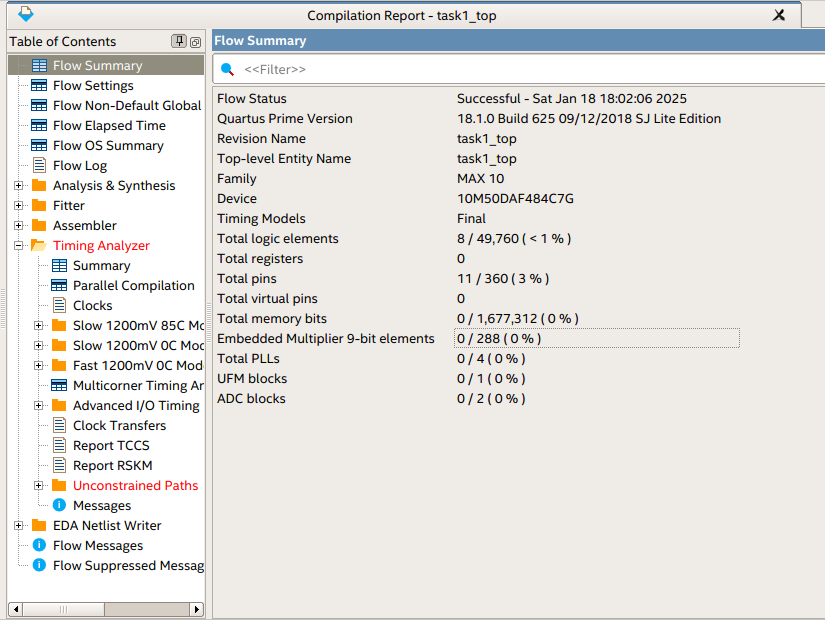 Compilation Report - task1_top
Table of Contents
Flow Summary
Flow Settings
Flow Non-Default Global
Flow Elapsed Time
Flow OS Summary
Flow Log
Analysis & Synthesis
Fitter
Assembler
Timing Analyzer
Summary
Parallel Compilation
Clocks
Slow 1200mV 85C Mo
Slow 1200mV 0C Mod
Fast 1200mV 0C Mode
Multicorner Timing An
Advanced I/O Timing
Clock Transfers
Report TCCS
Report RSKM
Unconstrained Paths
Messages
EDA Netlist Writer
Flow Messages
Flow Suppressed Messag
Flow Summary
<<Filter>>
Flow Status Successful - Sat Jan 18 18:02:06 2025
Quartus Prime Version 18.1.0 Build 625 09/12/2018 SJ Lite Edition
Revision Name task1_top
Top-level Entity Name task1_top
Family MAX 10
Device 10M50DAF484C7G
Timing Models Final
Total logic elements 8 / 49,760 ( < 1 % )
Total registers 0
Total pins 11 / 360 ( 3 % )
Total virtual pins 0
Total memory bits 0 / 1,677,312 ( 0 % )
Embedded Multiplier 9-bit elements 0 / 288 ( 0 % )
Total PLLs 0 / 4 ( 0 % )
UFM blocks 0 / 1 ( 0 % )
ADC blocks 0 / 2 ( 0 % )